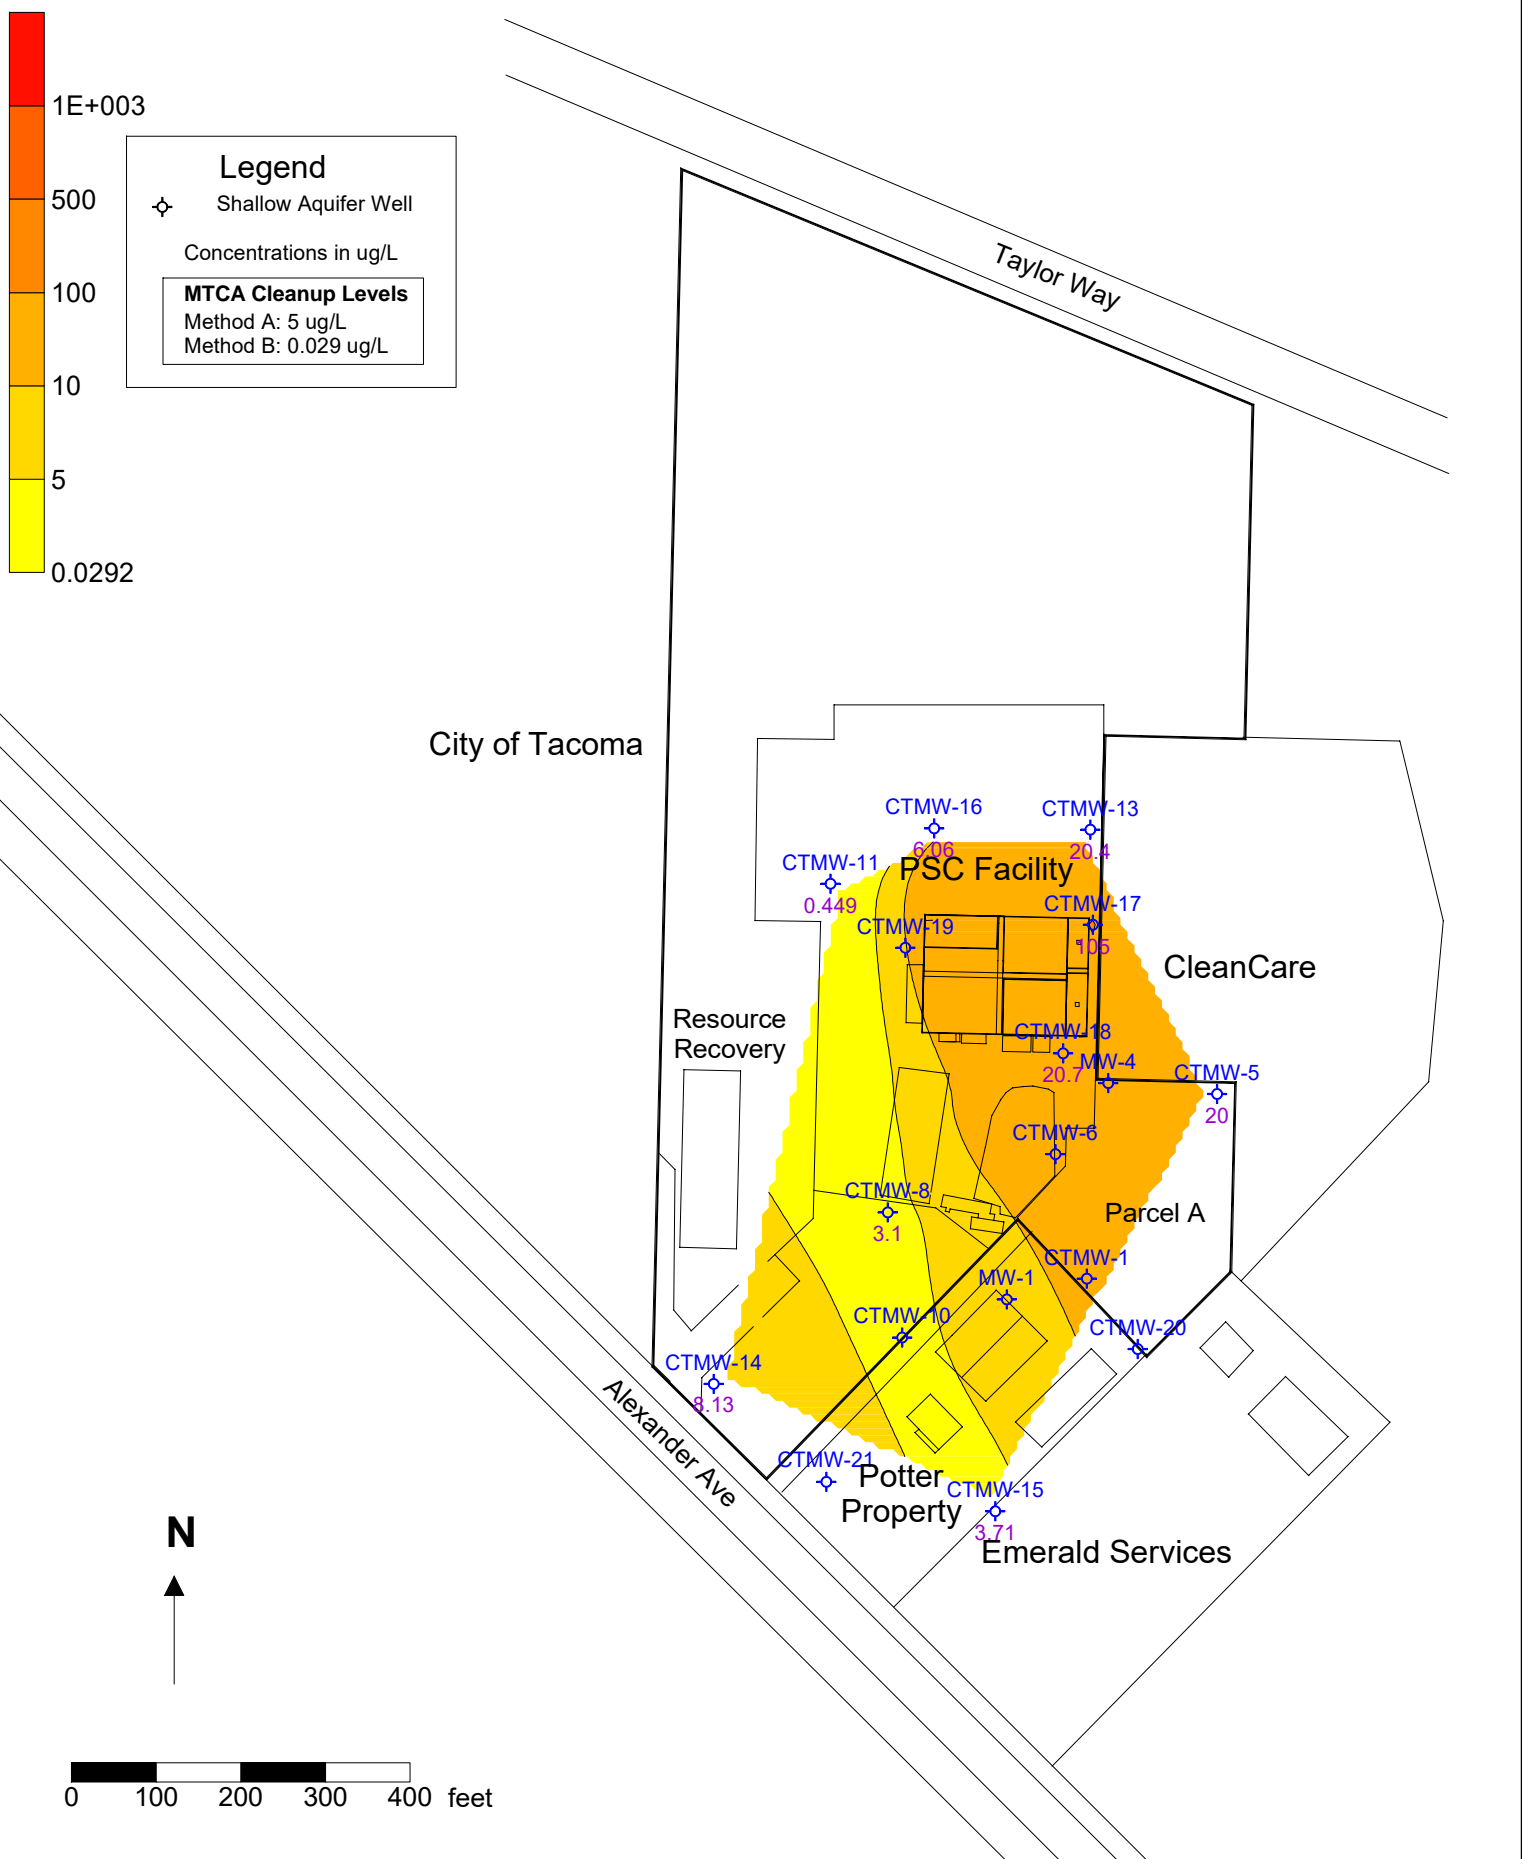 1E+003
500
100
10
5
0.0292
Legend
Shallow Aquifer Well
Concentrations in ug/L
MTCA Cleanup Levels
Method A: 5 ug/L
Method B: 0.029 ug/L
Taylor Way
City of Tacoma
CTMW-16
6.06
CTMW-13
20.4
CTMW-11
0.449
PSC Facility
CTMW-17
105
CTMW-19
CleanCare
Resource
Recovery
CTMW-18
20.7
MW-4
CTMW-5
20
CTMW-6
CTMW-8
3.1
Parcel A
CTMW-1
MW-1
CTMW-10
CTMW-20
CTMW-14
8.13
Alexander Ave
CTMW-21
Potter
Property
CTMW-15
3.71
Emerald Services
N
0 100 200 300 400 feet